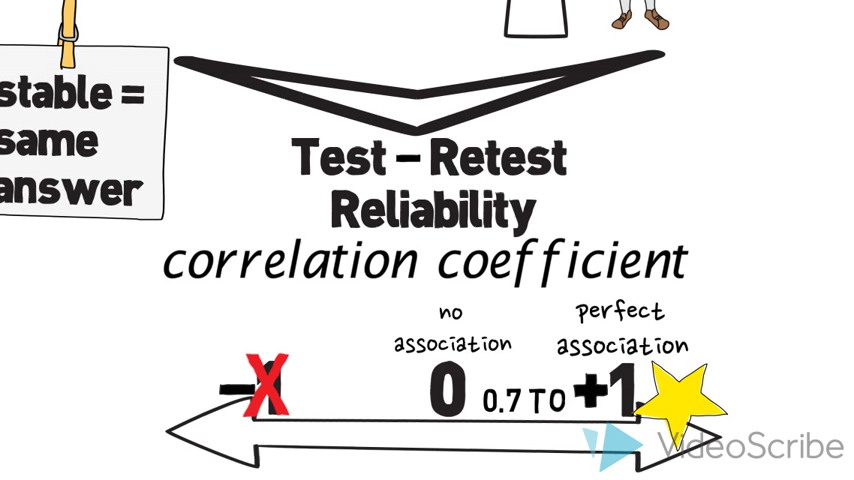 stable =
same
answer
Test – Retest
Reliability
correlation coefficient
no
association
perfect
association
-1
0
0.7 TO
+1
VideoScribe